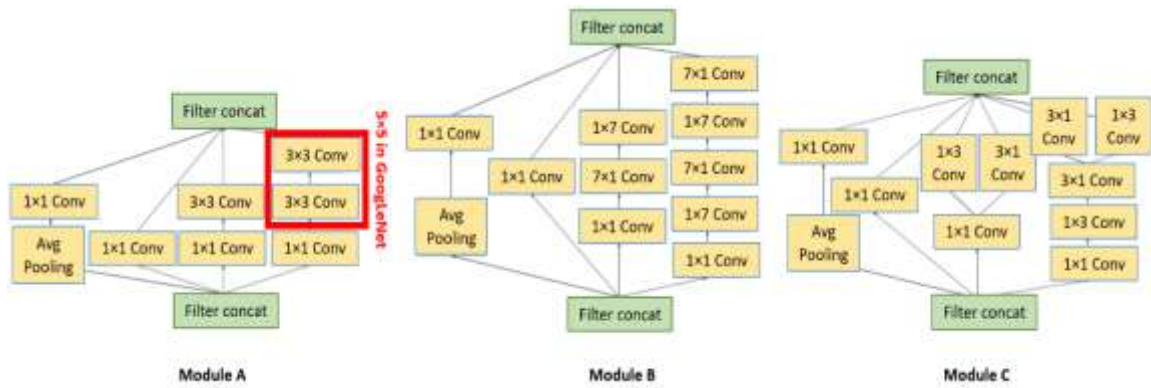 Filter concat
3×3 Conv
5×5 in GoogLeNet
1×1 Conv
3×3 Conv
3×3 Conv
Avg
Pooling
1×1 Conv
1×1 Conv
1×1 Conv
Filter concat
Module A
Filter concat
7×1 Conv
1×1 Conv
1×7 Conv
1×7 Conv
1×1 Conv
7×1 Conv
7×1 Conv
Avg
Pooling
1×1 Conv
1×7 Conv
1×1 Conv
Filter concat
Module B
Filter concat
3×1
Conv
1×3
Conv
1×1 Conv
1×3
Conv
3×1
Conv
1×1 Conv
3×1 Conv
Avg
Pooling
1×1 Conv
1×3 Conv
1×1 Conv
Filter concat
Module C